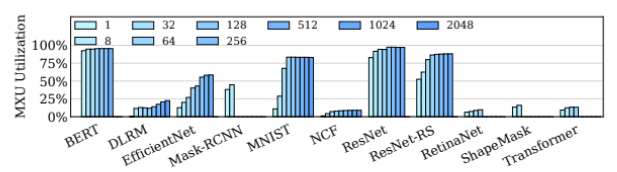 MXU Utilization
1 32 128 512 1024 2048
8 64 256
100%
75%
50%
25%
0%
BERT
DLRM
EfficientNet
Mask-RCNN
MNIST
NCF
ResNet
ResNet-RS
RetinaNet
ShapeMask
Transformer